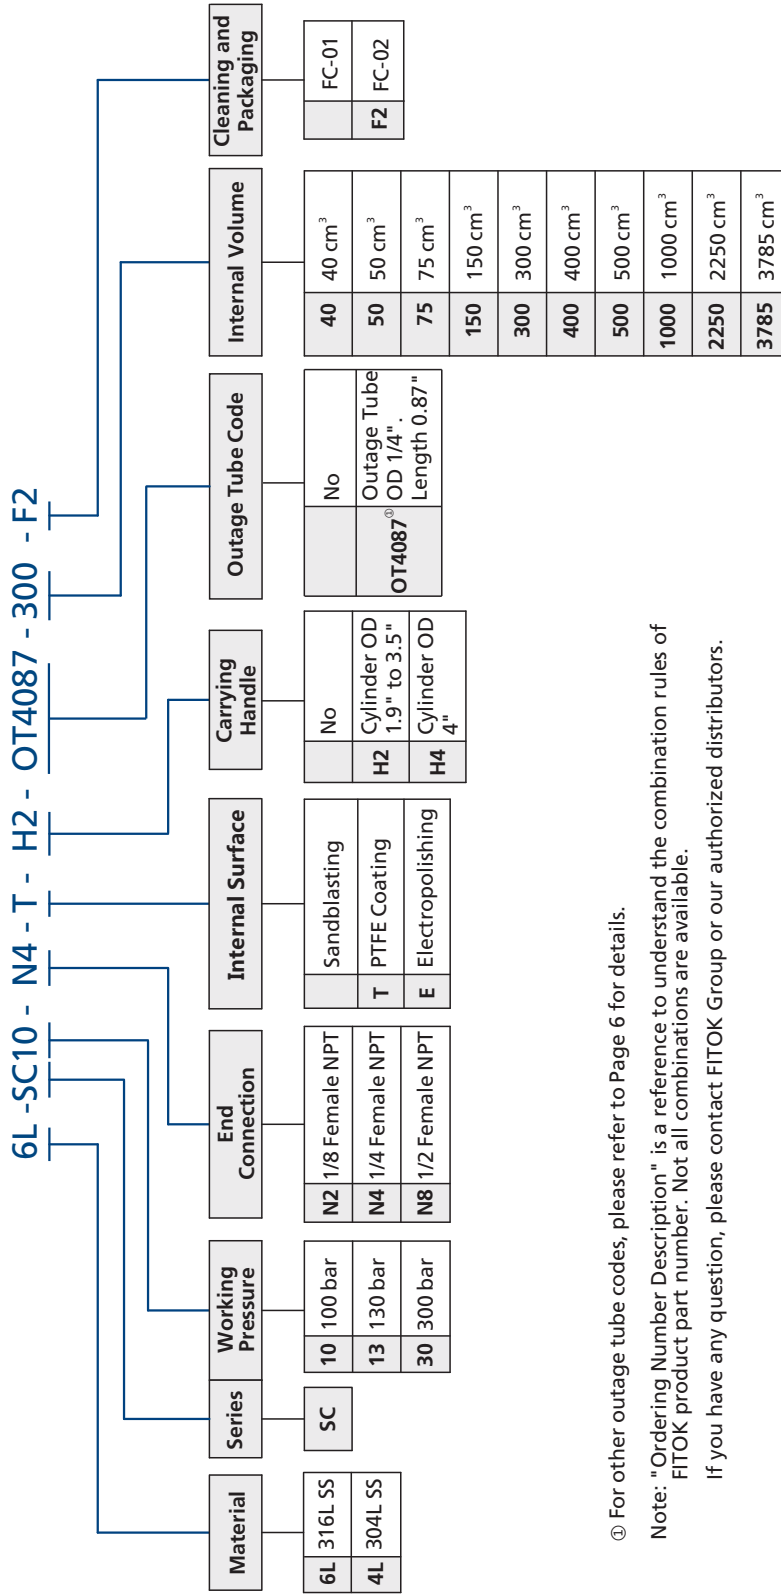 6L -SC10 - N4 - T - H2 - OT4087 - 300 - F2
Material
6L 316L SS
4L 304L SS
Series
SC
Working
Pressure
10 100 bar
13 130 bar
30 300 bar
End
Connection
N2 1/8 Female NPT
N4 1/4 Female NPT
N8 1/2 Female NPT
Internal Surface
Sandblasting
T PTFE Coating
E Electropolishing
Carrying
Handle
No
H2 Cylinder OD
1.9" to 3.5"
H4 Cylinder OD
4"
Outage Tube Code
No
OT4087① Outage Tube
OD 1/4" .
Length 0.87"
Internal Volume
40 40 cm³
50 50 cm³
75 75 cm³
150 150 cm³
300 300 cm³
400 400 cm³
500 500 cm³
1000 1000 cm³
2250 2250 cm³
3785 3785 cm³
Cleaning and
Packaging
FC-01
F2 FC-02
① For other outage tube codes, please refer to Page 6 for details.
Note: "Ordering Number Description" is a reference to understand the combination rules of
FITOK product part number. Not all combinations are available.
If you have any question, please contact FITOK Group or our authorized distributors.